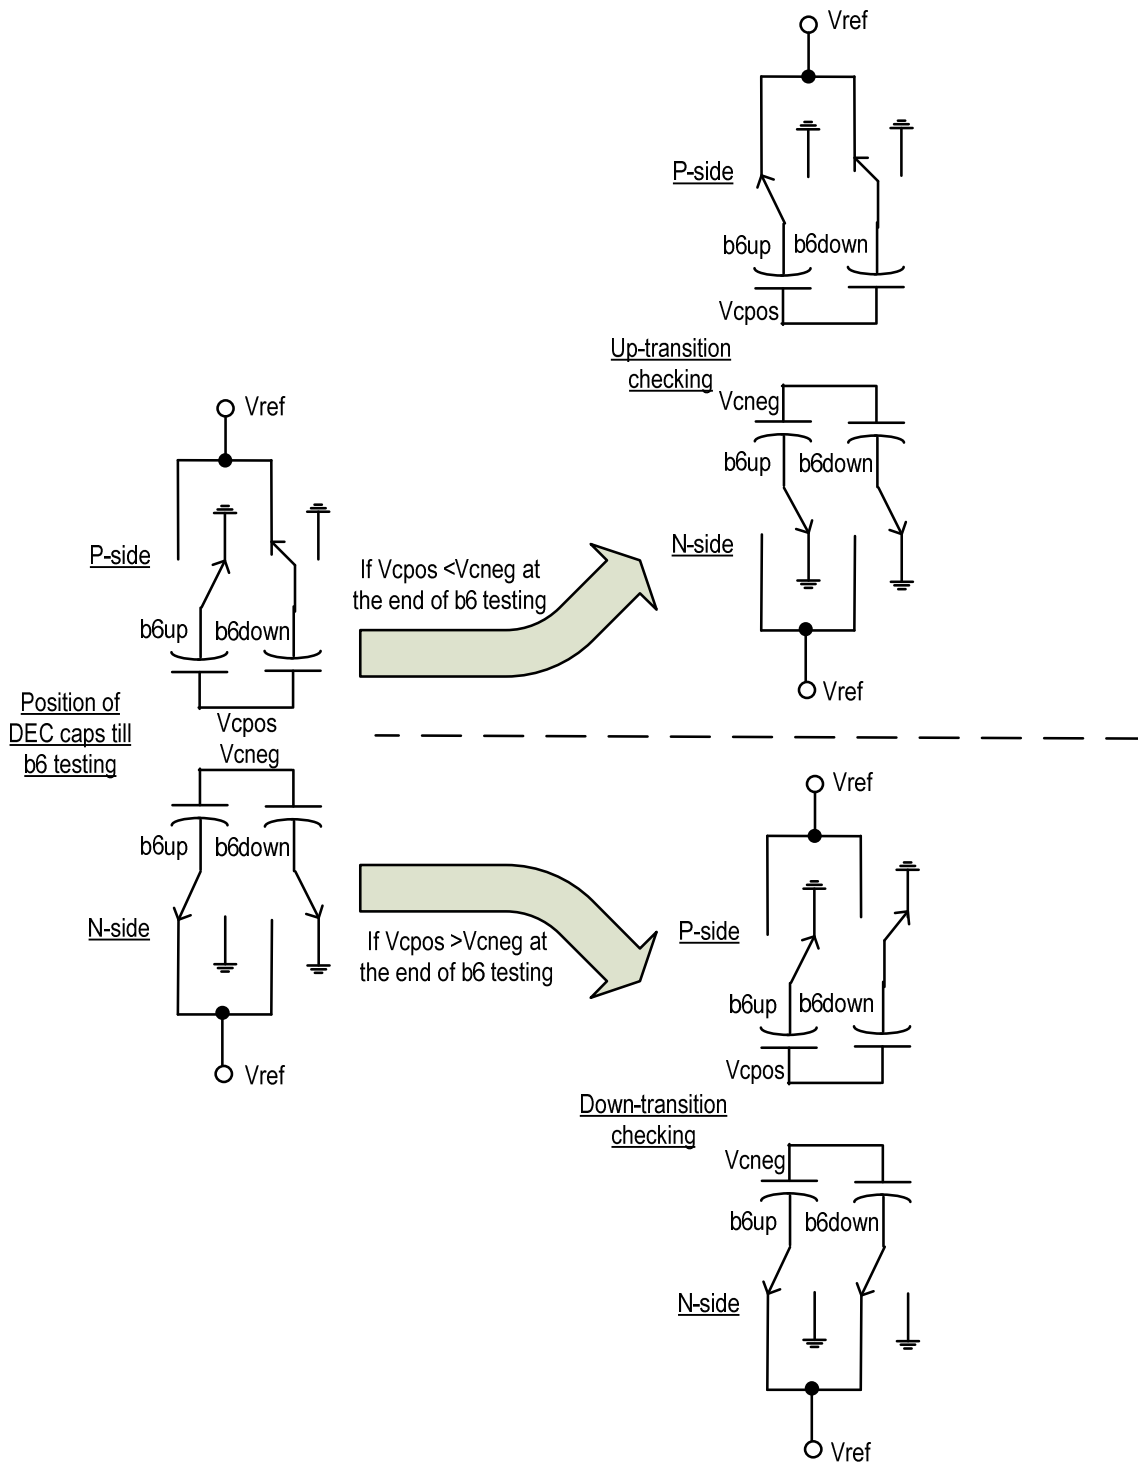 Vref
P-side
b6up
b6down
Vcpos
Up-transition
checking
Vcneg
b6up
b6down
N-side
Vref
Vref
P-side
b6up
b6down
Position of
DEC caps till
b6 testing
Vcpos
Vcneg
b6up
b6down
N-side
Vref
If Vcpos <Vcneg at
the end of b6 testing
If Vcpos >Vcneg at
the end of b6 testing
Vref
P-side
b6up
b6down
Vcpos
Down-transition
checking
Vcneg
b6up
b6down
N-side
Vref